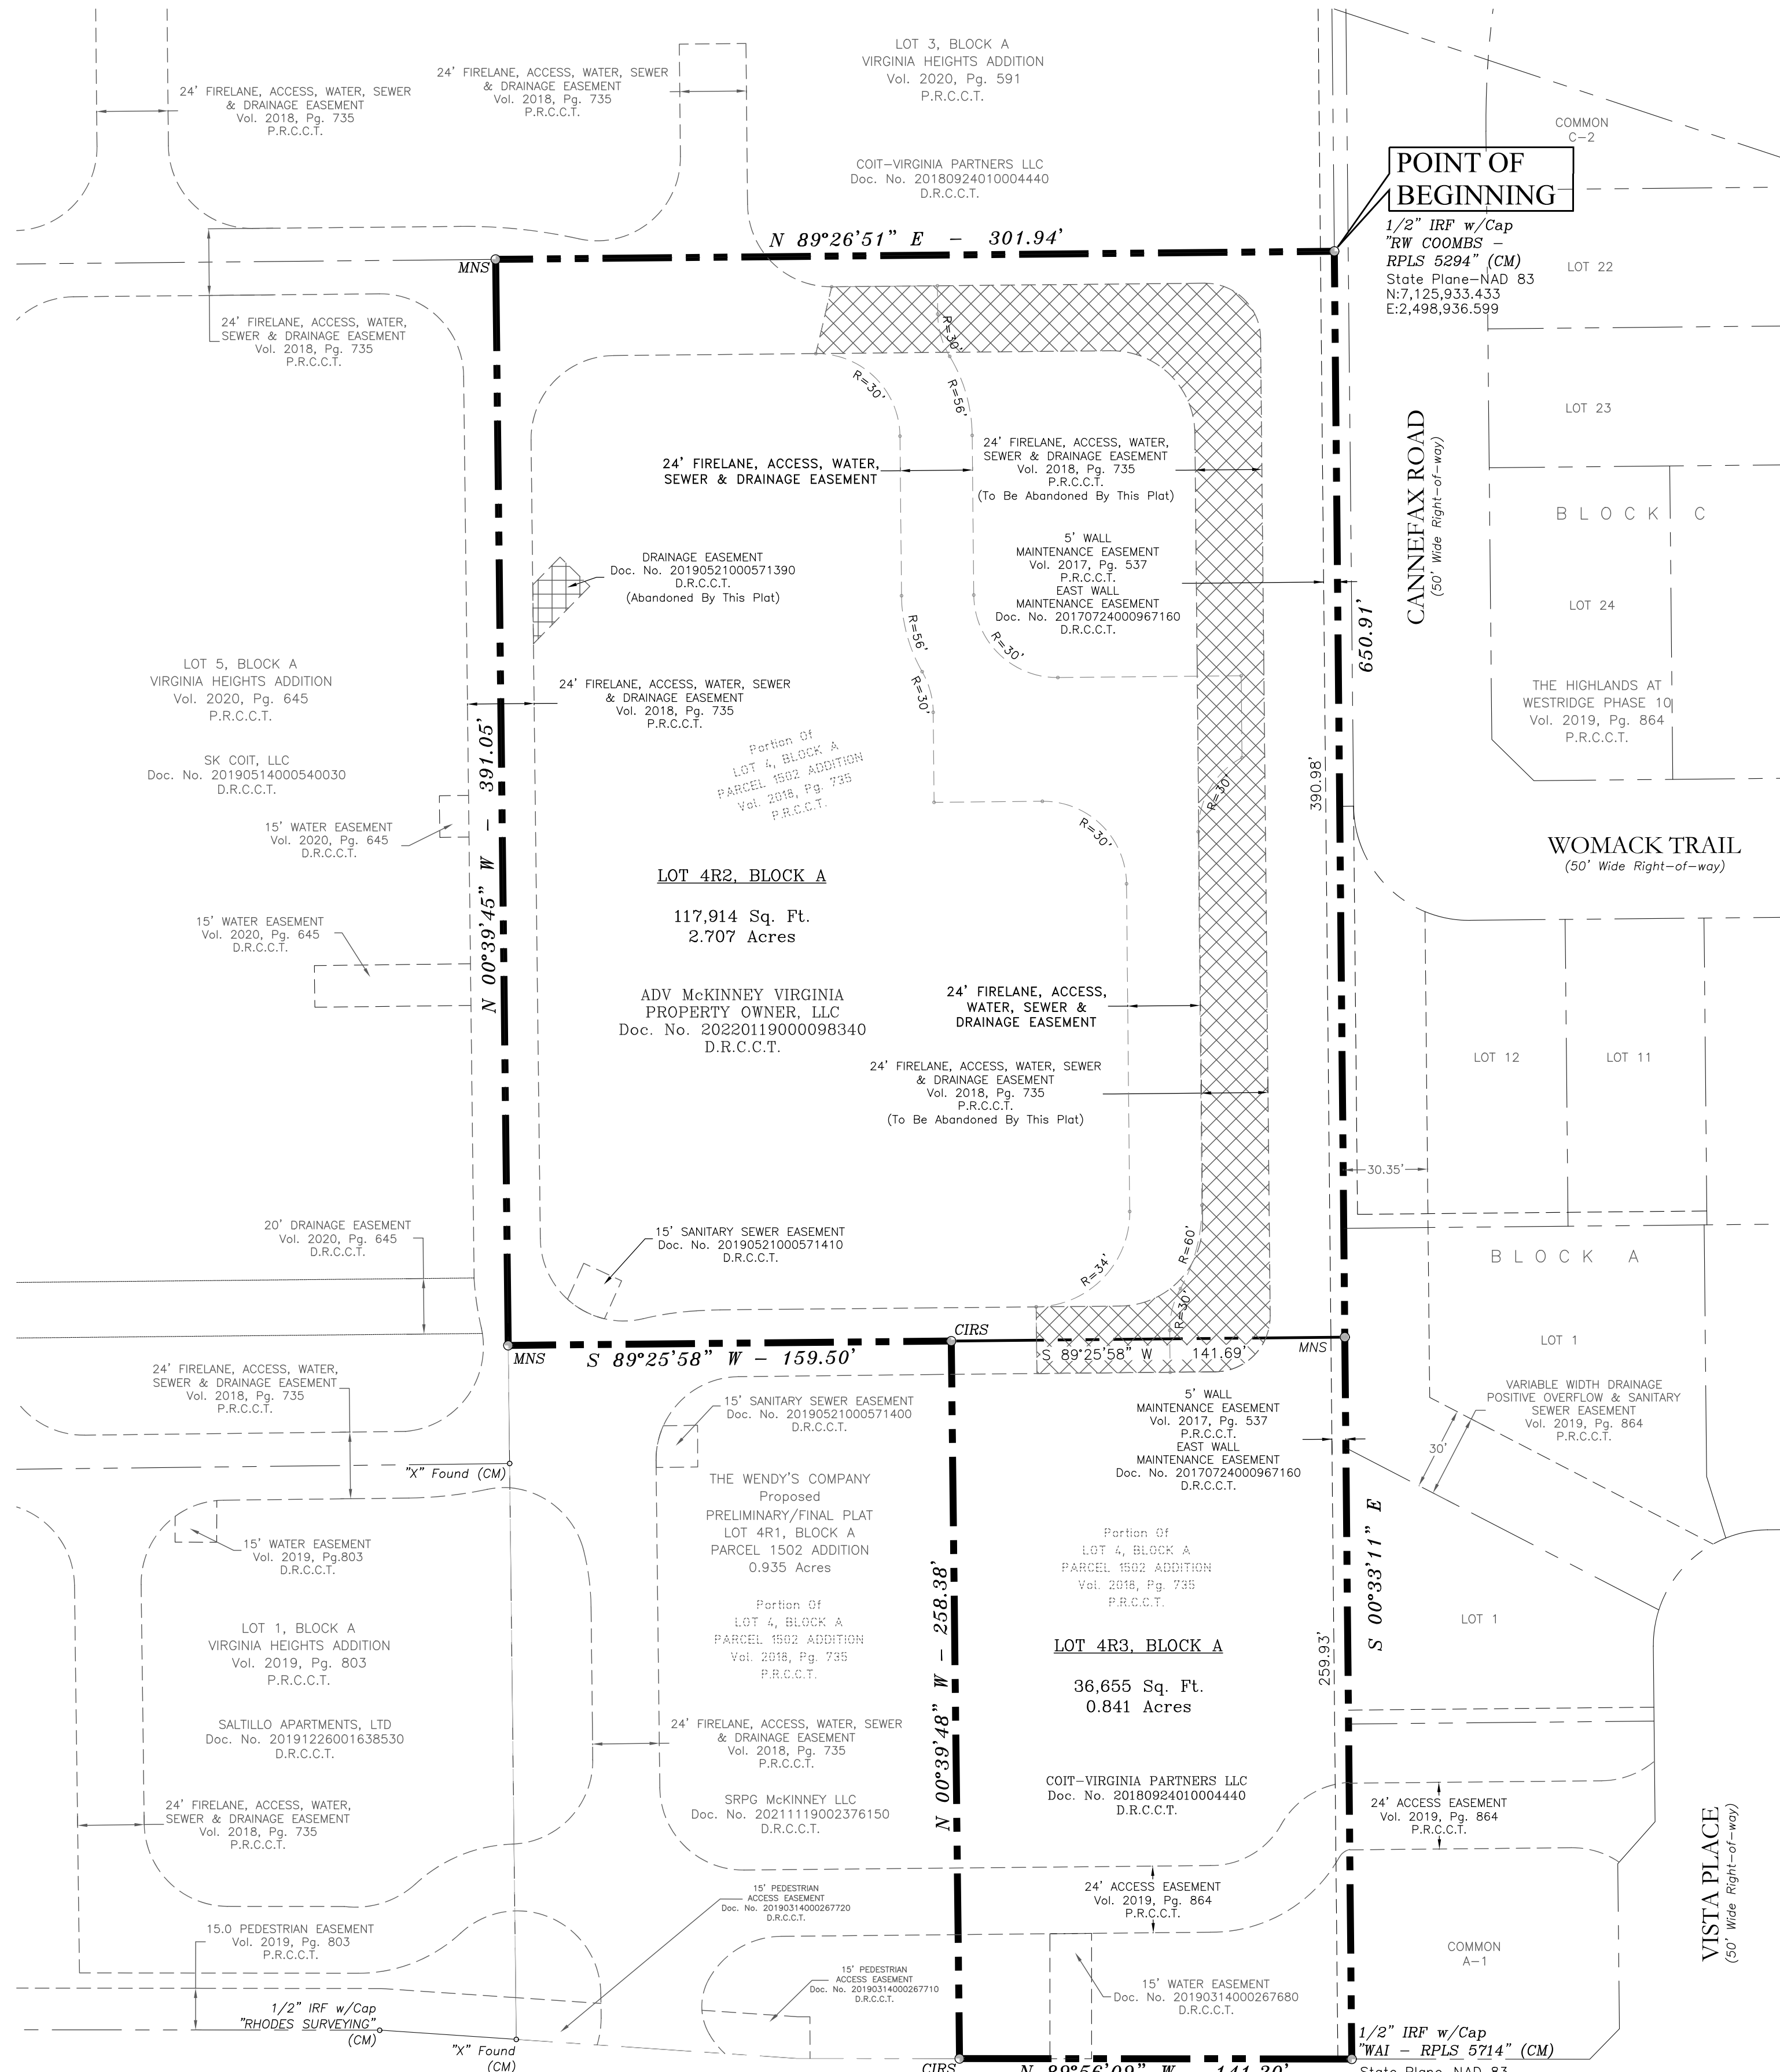 LOT 3, BLOCK A
VIRGINIA HEIGHTS ADDITION
Vol. 2020, Pg. 591
P.R.C.C.T.
24' FIRELANE, ACCESS, WATER, SEWER
& DRAINAGE EASEMENT
Vol. 2018, Pg. 735
P.R.C.C.T.
24' FIRELANE, ACCESS, WATER, SEWER
& DRAINAGE EASEMENT
Vol. 2018, Pg. 735
P.R.C.C.T.
COIT-VIRGINIA PARTNERS LLC
Doc. No. 20180924010004440
D.R.C.C.T.
COMMON
C-2
POINT OF
BEGINNING
1/2" IRF w/Cap
"RW COOMBS -
RPLS 5294" (CM)
State Plane-NAD 83
N:7,125,933.433
E:2,498,936.599
LOT 22
N 89°26'51" E - 301.94'
MNS
24' FIRELANE, ACCESS, WATER,
SEWER & DRAINAGE EASEMENT
Vol. 2018, Pg. 735
P.R.C.C.T.
R=30'
R=30'
R=56'
LOT 23
CANNEFAX ROAD
(50' Wide Right-of-way)
24' FIRELANE, ACCESS, WATER,
SEWER & DRAINAGE EASEMENT
24' FIRELANE, ACCESS, WATER,
SEWER & DRAINAGE EASEMENT
Vol. 2018, Pg. 735
P.R.C.C.T.
(To Be Abandoned By This Plat)
BLOCK C
5' WALL
MAINTENANCE EASEMENT
Vol. 2017, Pg. 537
P.R.C.C.T.
EAST WALL
MAINTENANCE EASEMENT
Doc. No. 20170724000967160
D.R.C.C.T.
DRAINAGE EASEMENT
Doc. No. 20190521000571390
D.R.C.C.T.
(Abandoned By This Plat)
LOT 24
650.91'
R=56'
R=30'
R=30'
LOT 5, BLOCK A
VIRGINIA HEIGHTS ADDITION
Vol. 2020, Pg. 645
P.R.C.C.T.
SK COIT, LLC
Doc. No. 20190514000540030
D.R.C.C.T.
24' FIRELANE, ACCESS, WATER, SEWER
& DRAINAGE EASEMENT
Vol. 2018, Pg. 735
P.R.C.C.T.
THE HIGHLANDS AT
WESTRIDGE PHASE 10
Vol. 2019, Pg. 864
P.R.C.C.T.
Portion Of
LOT 4, BLOCK A
PARCEL 1502 ADDITION
Vol. 2018, Pg. 735
P.R.C.C.T.
N 00°39'45" W - 391.05'
390.98'
R=30'
R=30'
15' WATER EASEMENT
Vol. 2020, Pg. 645
D.R.C.C.T.
WOMACK TRAIL
(50' Wide Right-of-way)
LOT 4R2, BLOCK A
117,914 Sq. Ft.
2.707 Acres
15' WATER EASEMENT
Vol. 2020, Pg. 645
D.R.C.C.T.
ADV McKINNEY VIRGINIA
PROPERTY OWNER, LLC
Doc. No. 20220119000098340
D.R.C.C.T.
24' FIRELANE, ACCESS,
WATER, SEWER &
DRAINAGE EASEMENT
LOT 12
LOT 11
24' FIRELANE, ACCESS, WATER, SEWER
& DRAINAGE EASEMENT
Vol. 2018, Pg. 735
P.R.C.C.T.
(To Be Abandoned By This Plat)
30.35'
20' DRAINAGE EASEMENT
Vol. 2020, Pg. 645
D.R.C.C.T.
15' SANITARY SEWER EASEMENT
Doc. No. 20190521000571410
D.R.C.C.T.
R=34'
R=60'
R=30'
BLOCK A
LOT 1
MNS
S 89°25'58" W - 159.50'
CIRS
S 89°25'58" W
141.69'
MNS
24' FIRELANE, ACCESS, WATER,
SEWER & DRAINAGE EASEMENT
Vol. 2018, Pg. 735
P.R.C.C.T.
15' SANITARY SEWER EASEMENT
Doc. No. 20190521000571400
D.R.C.C.T.
5' WALL
MAINTENANCE EASEMENT
Vol. 2017, Pg. 537
P.R.C.C.T.
EAST WALL
MAINTENANCE EASEMENT
Doc. No. 20170724000967160
D.R.C.C.T.
VARIABLE WIDTH DRAINAGE
POSITIVE OVERFLOW & SANITARY
SEWER EASEMENT
Vol. 2019, Pg. 864
P.R.C.C.T.
30'
"X" Found (CM)
THE WENDY'S COMPANY
Proposed
PRELIMINARY/FINAL PLAT
LOT 4R1, BLOCK A
PARCEL 1502 ADDITION
0.935 Acres
Portion Of
LOT 4, BLOCK A
PARCEL 1502 ADDITION
Vol. 2018, Pg. 735
P.R.C.C.T.
Portion Of
LOT 4, BLOCK A
PARCEL 1502 ADDITION
Vol. 2018, Pg. 735
P.R.C.C.T.
S 00°33'11" E
15' WATER EASEMENT
Vol. 2019, Pg.803
D.R.C.C.T.
N 00°39'48" W - 258.38'
LOT 1
LOT 1, BLOCK A
VIRGINIA HEIGHTS ADDITION
Vol. 2019, Pg. 803
P.R.C.C.T.
LOT 4R3, BLOCK A
36,655 Sq. Ft.
0.841 Acres
259.93'
SALTILLO APARTMENTS, LTD
Doc. No. 20191226001638530
D.R.C.C.T.
24' FIRELANE, ACCESS, WATER, SEWER
& DRAINAGE EASEMENT
Vol. 2018, Pg. 735
P.R.C.C.T.
COIT-VIRGINIA PARTNERS LLC
Doc. No. 20180924010004440
D.R.C.C.T.
24' FIRELANE, ACCESS, WATER,
SEWER & DRAINAGE EASEMENT
Vol. 2018, Pg. 735
P.R.C.C.T.
SRPG McKINNEY LLC
Doc. No. 20211119002376150
D.R.C.C.T.
24' ACCESS EASEMENT
Vol. 2019, Pg. 864
P.R.C.C.T.
VISTA PLACE
(50' Wide Right-of-way)
15' PEDESTRIAN
ACCESS EASEMENT
Doc. No. 20190314000267720
D.R.C.C.T.
24' ACCESS EASEMENT
Vol. 2019, Pg. 864
P.R.C.C.T.
15.0 PEDESTRIAN EASEMENT
Vol. 2019, Pg. 803
P.R.C.C.T.
COMMON
A-1
15' PEDESTRIAN
ACCESS EASEMENT
Doc. No. 20190314000267710
D.R.C.C.T.
15' WATER EASEMENT
Doc. No. 20190314000267680
D.R.C.C.T.
1/2" IRF w/Cap
"RHODES SURVEYING"
(CM)
"X" Found
(CM)
1/2" IRF w/Cap
"WAI - RPLS 5714" (CM)
State Plane-NAD 83
CIRS
N 89°56'09" W - 141.20'